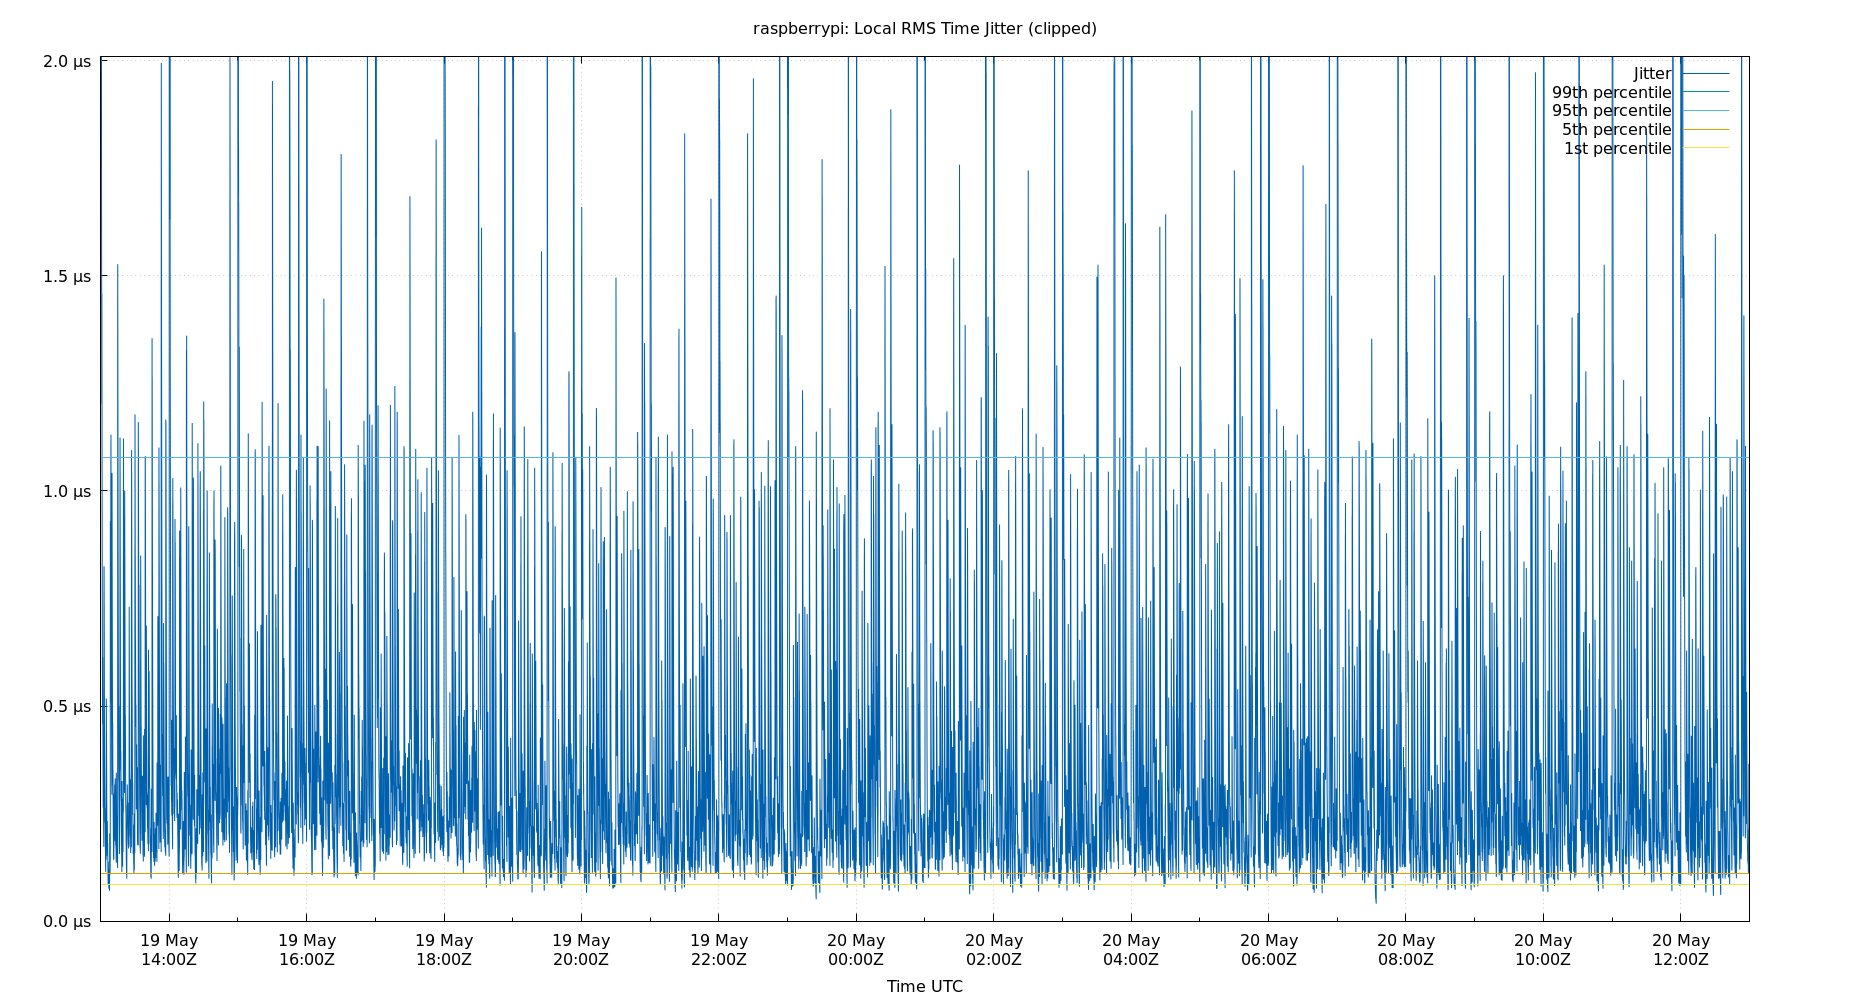 raspberrypi: Local RMS Time Jitter (clipped)
2.0 µs
1.5 µs
1.0 µs
0.5 µs
0.0 µs
Jitter
99th percentile
95th percentile
5th percentile
1st percentile
19 May 19 May 19 May 19 May 19 May 20 May 20 May 20 May 20 May 20 May 20 May 20 May
14:00Z 16:00Z 18:00Z 20:00Z 22:00Z 00:00Z 02:00Z 04:00Z 06:00Z 08:00Z 10:00Z 12:00Z
Time UTC